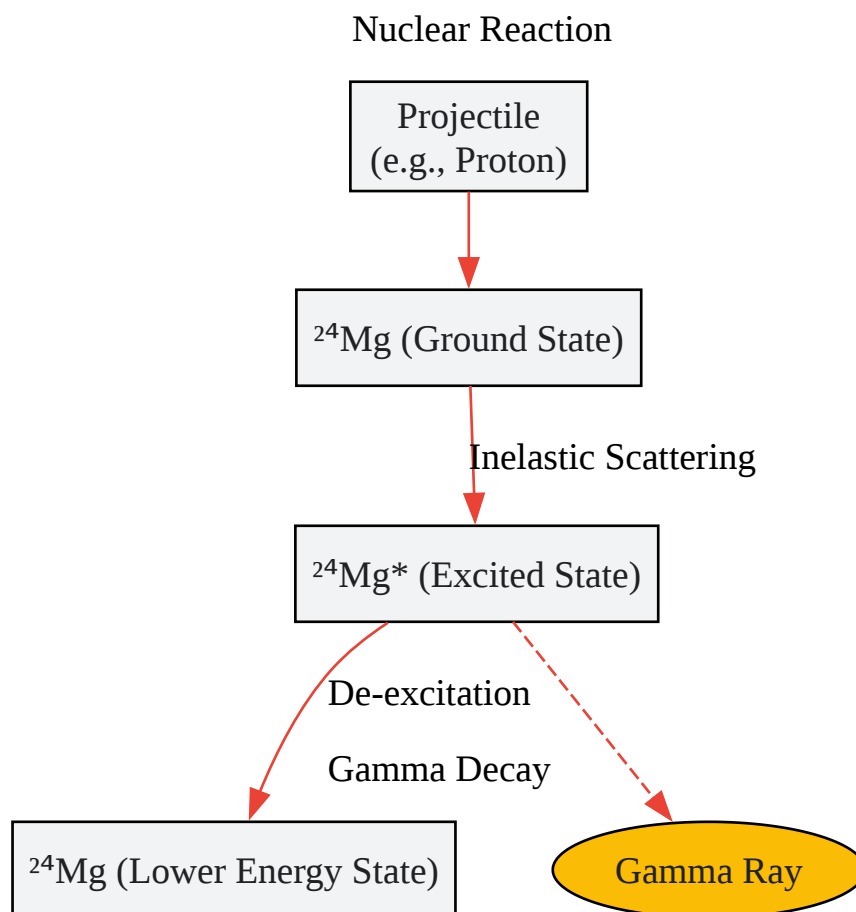 Nuclear Reaction
Projectile
(e.g., Proton)
²⁴Mg (Ground State)
Inelastic Scattering
²⁴Mg* (Excited State)
De-excitation
Gamma Decay
²⁴Mg (Lower Energy State)
Gamma Ray